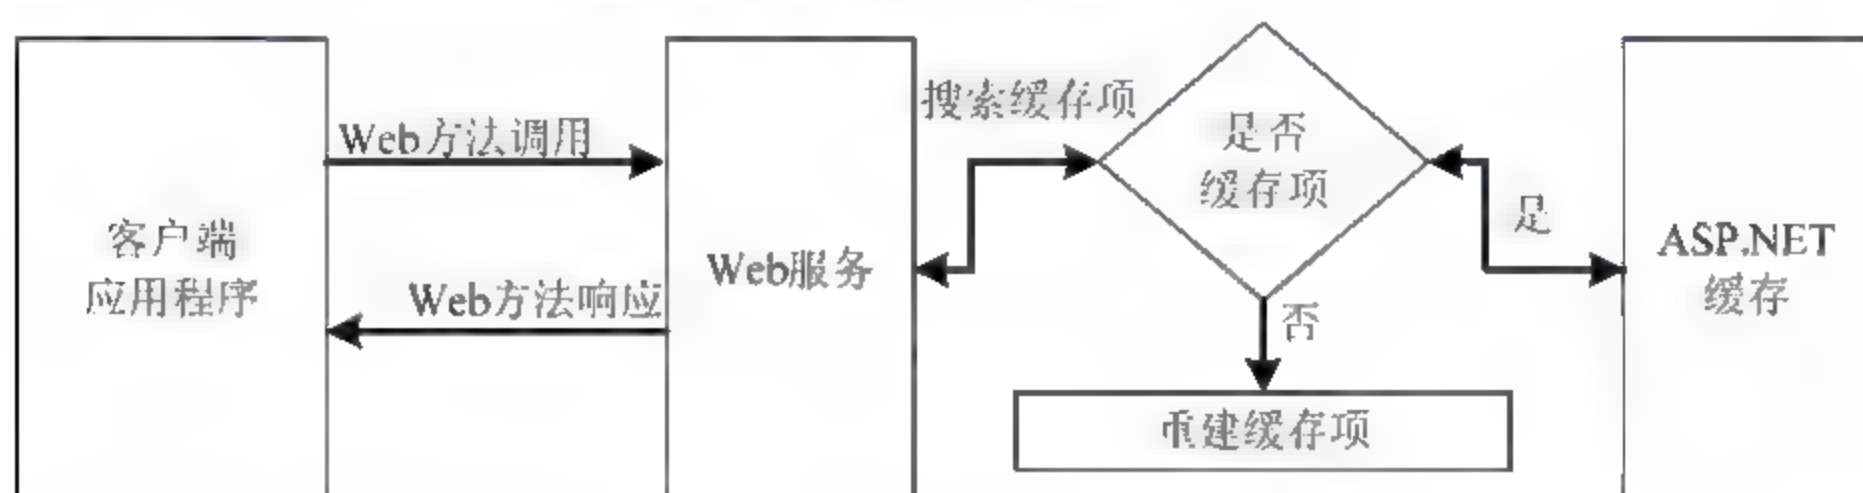 客户端
应用程序
Web方法调用
Web方法响应
Web服务
搜索缓存项
是否
缓存项
否
重建缓存项
是
ASP.NET
缓存